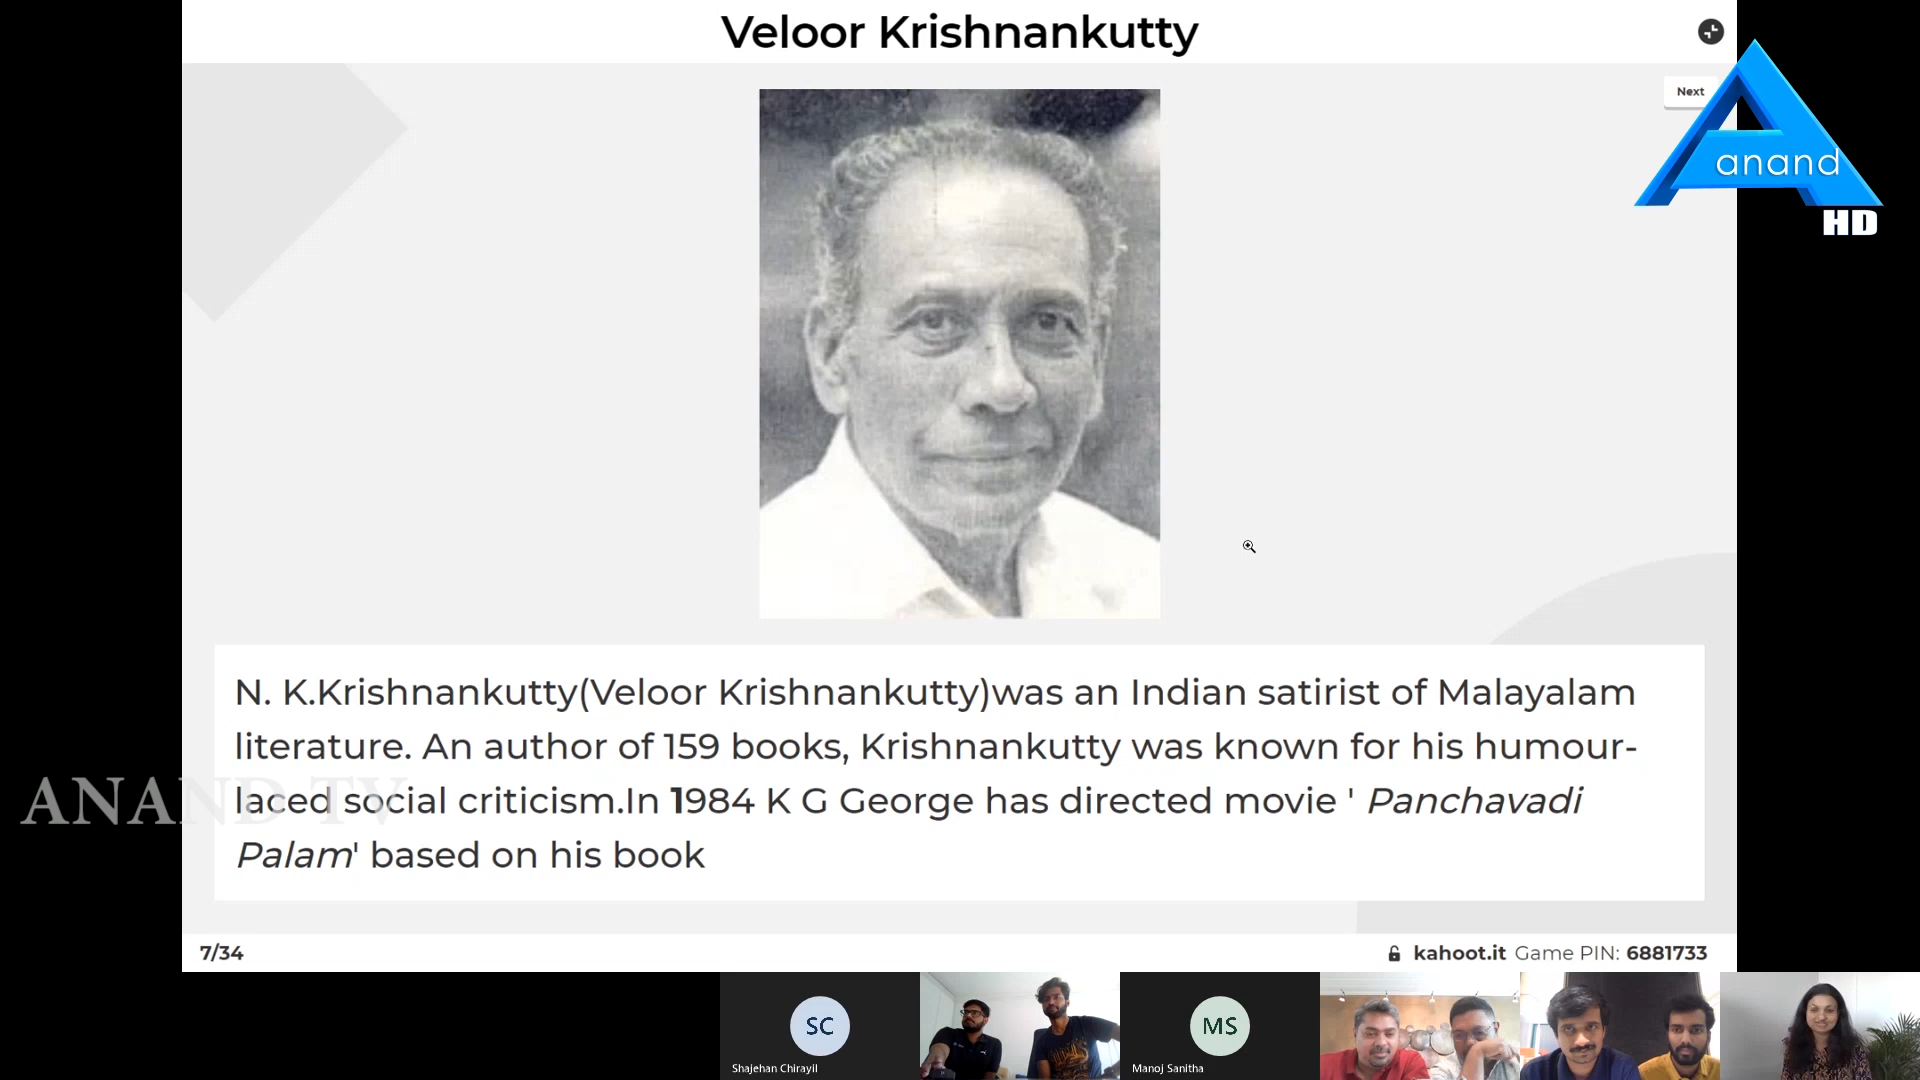 Veloor Krishnankutty
Next
anand
HD
N. K.Krishnankutty(Veloor Krishnankutty)was an Indian satirist of Malayalam
literature. An author of 159 books, Krishnankutty was known for his humour-
laced social criticism.In 1984 K G George has directed movie ' Panchavadi
Palam' based on his book
ANAND TV
7/34
kahoot.it Game PIN: 6881733
SC
Shajehan Chirayil
MS
Manoj Sanitha